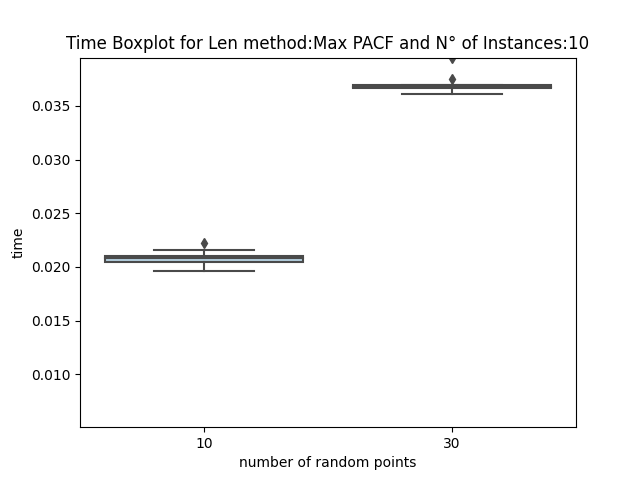 Time Boxplot for Len method:Max PACF and N° of Instances:10
0.035
0.030
0.025
0.020
0.015
0.010
time
10 30
number of random points